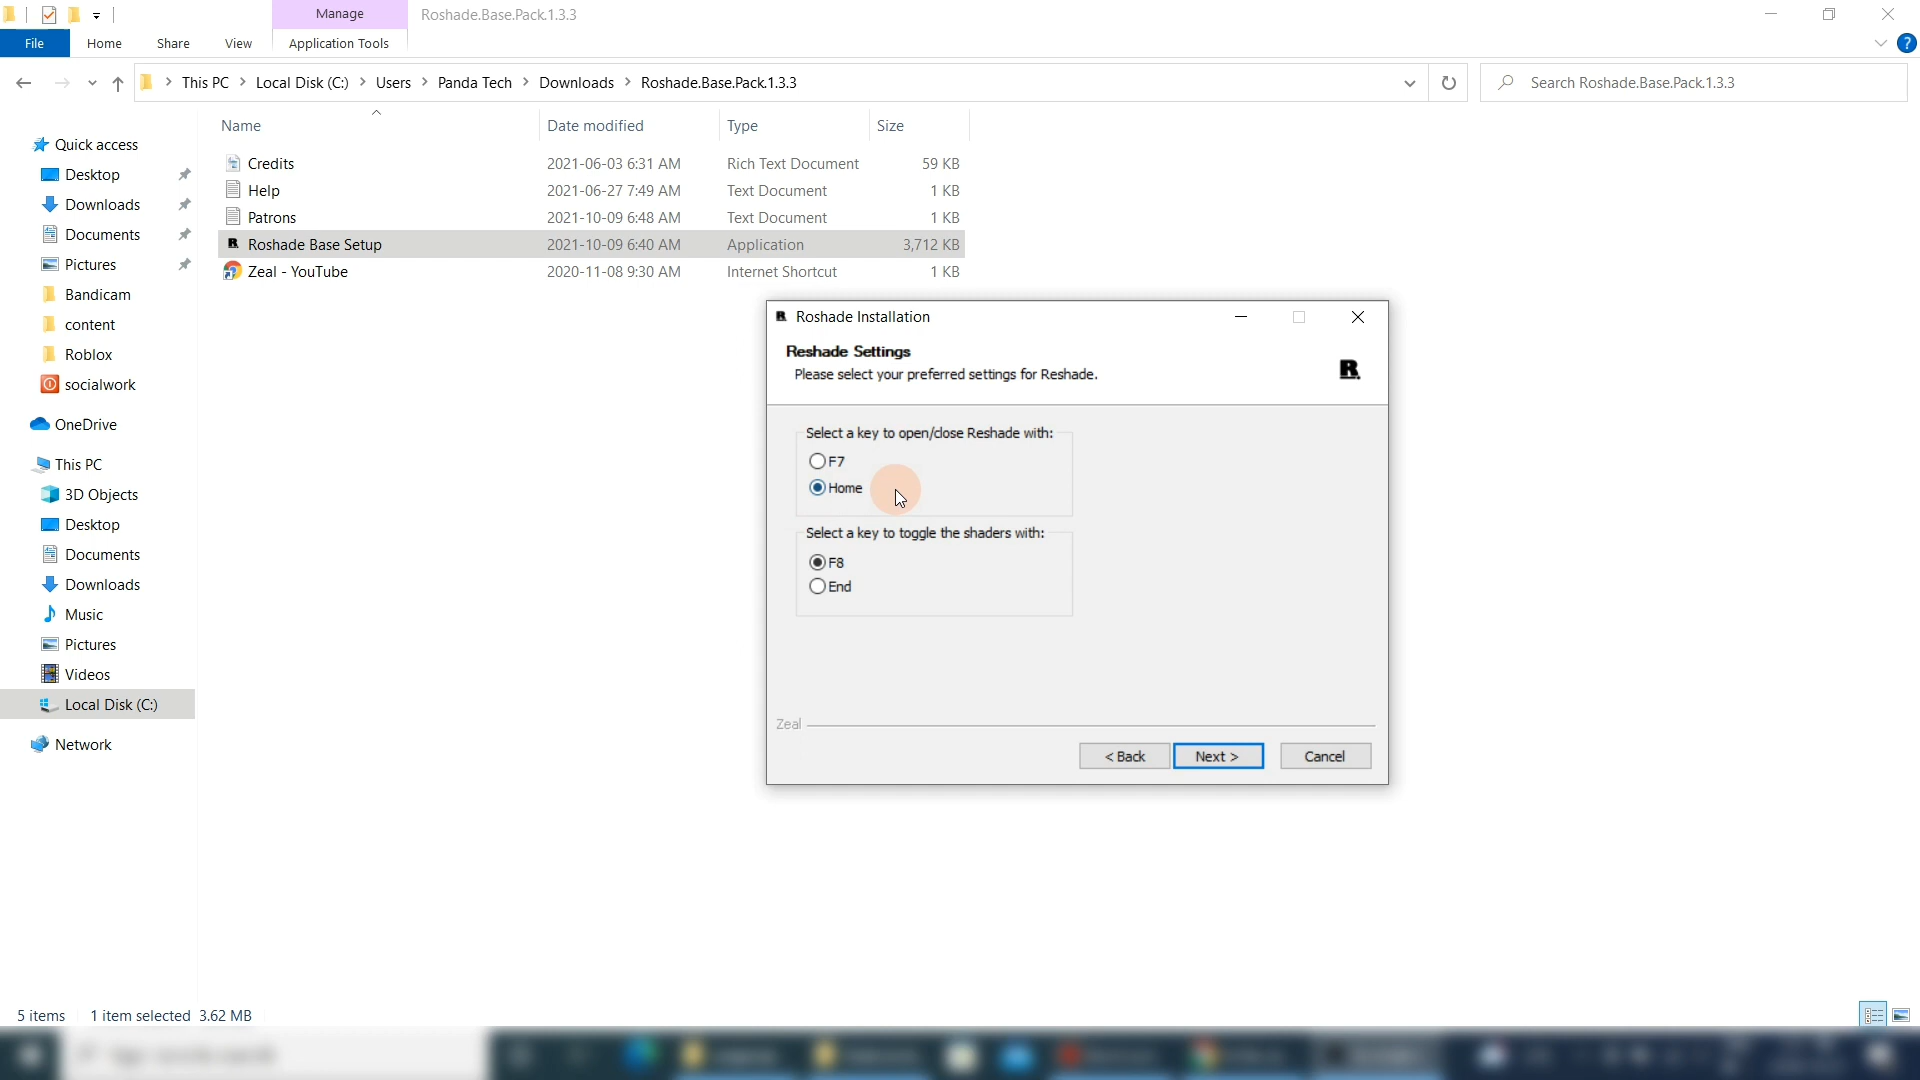 Manage
Roshade.Base.Pack.1.3.3
File
Home
Share
View
Application Tools
?
This PC > Local Disk (C:) > Users > Panda Tech > Downloads > Roshade.Base.Pack.1.3.3
Search Roshade.Base.Pack.1.3.3
Name
Date modified
Type
Size
Credits 2021-06-03 6:31 AM Rich Text Document 59 KB
Help 2021-06-27 7:49 AM Text Document 1 KB
Patrons 2021-10-09 6:48 AM Text Document 1 KB
Roshade Base Setup 2021-10-09 6:40 AM Application 3,712 KB
Zeal - YouTube 2020-11-08 9:30 AM Internet Shortcut 1 KB
Quick access
Desktop
Downloads
Documents
Pictures
Bandicam
content
Roblox
socialwork
OneDrive
This PC
3D Objects
Desktop
Documents
Downloads
Music
Pictures
Videos
Local Disk (C:)
Network
R Roshade Installation
Reshade Settings
Please select your preferred settings for Reshade.
R.
Select a key to open/close Reshade with:
F7
Home
Select a key to toggle the shaders with:
F8
End
Zeal
< Back
Next >
Cancel
5 items
1 item selected 3.62 MB